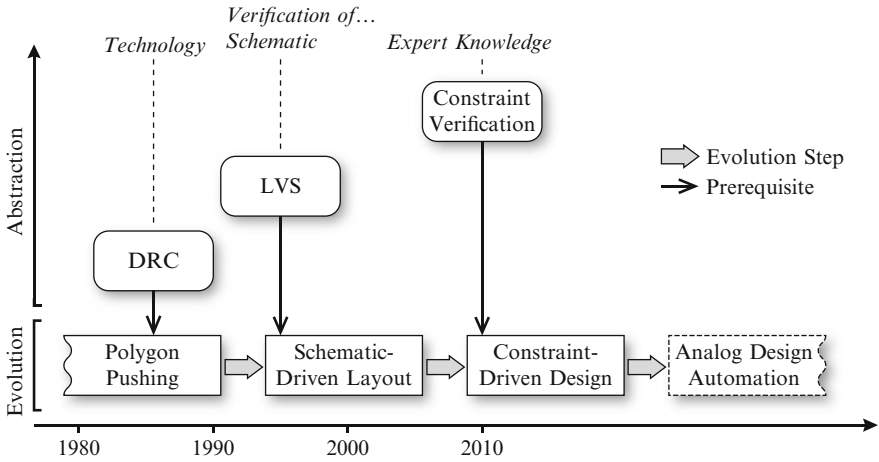 Verification of...
Technology Schematic Expert Knowledge
Constraint
Verification
Evolution Step
LVS
Prerequisite
DRC
Abstraction
Evolution
Polygon
Pushing
Schematic-
Driven Layout
Constraint-
Driven Design
Analog Design
Automation
1980 1990 2000 2010